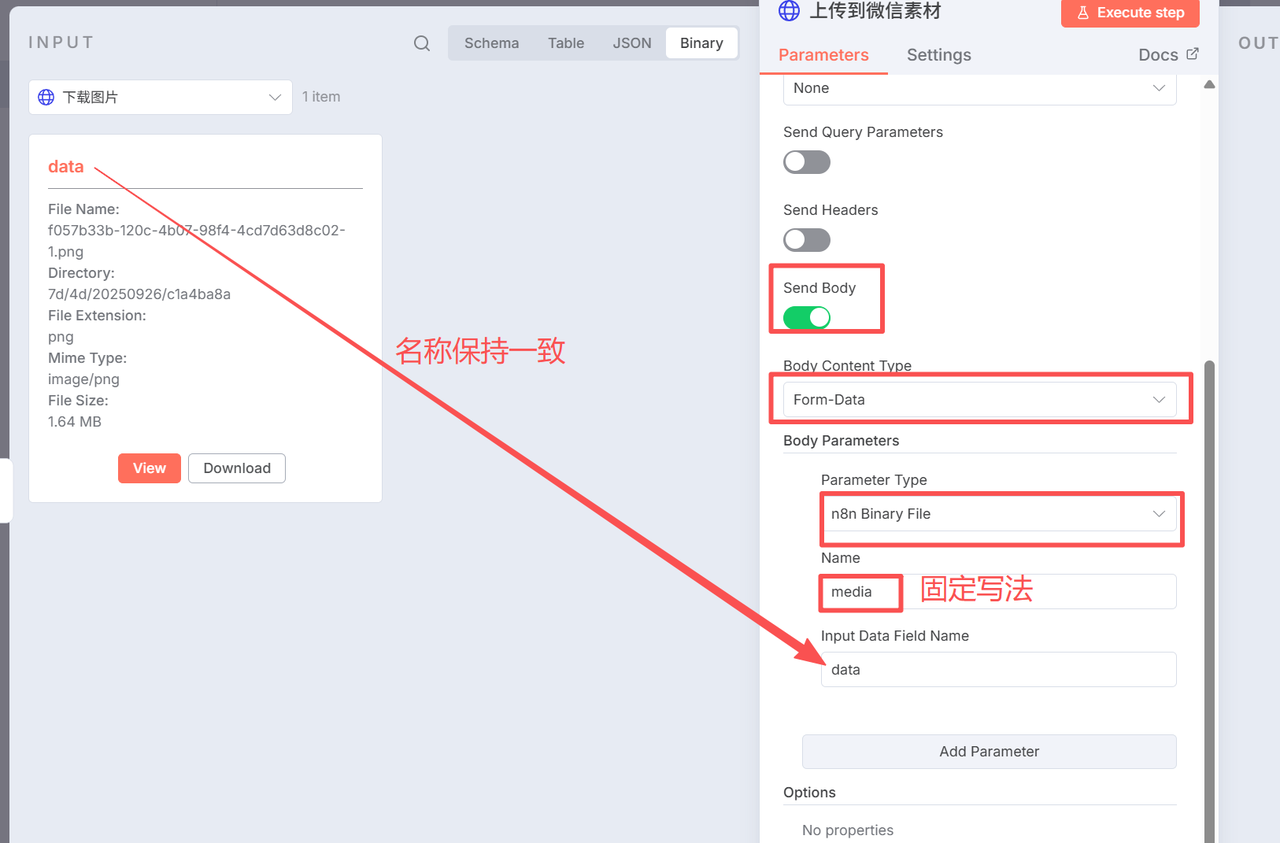 INPUT
Schema
Table
JSON
Binary
下载图片
1 item
data
File Name:
f057b33b-120c-4b07-98f4-4cd7d63d8c02-
1.png
Directory:
7d/4d/20250926/c1a4ba8a
File Extension:
png
Mime Type:
image/png
File Size:
1.64 MB
View
Download
名称保持一致
上传到微信素材
Execute step
Parameters
Settings
Docs
None
Send Query Parameters
Send Headers
Send Body
Body Content Type
Form-Data
Body Parameters
Parameter Type
n8n Binary File
Name
media
固定写法
Input Data Field Name
data
Add Parameter
Options
No properties
OUT